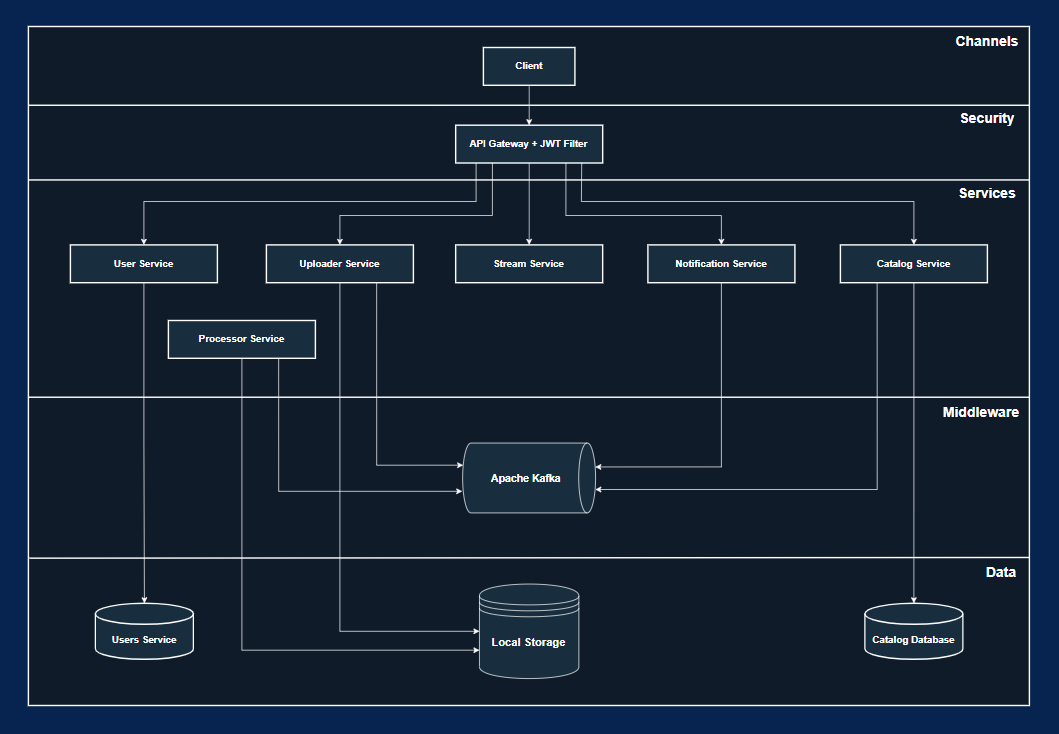 Channels
Client
Security
API Gateway + JWT Filter
Services
User Service
Uploader Service
Stream Service
Notification Service
Catalog Service
Processor Service
Middleware
Apache Kafka
Data
Users Service
Local Storage
Catalog Database